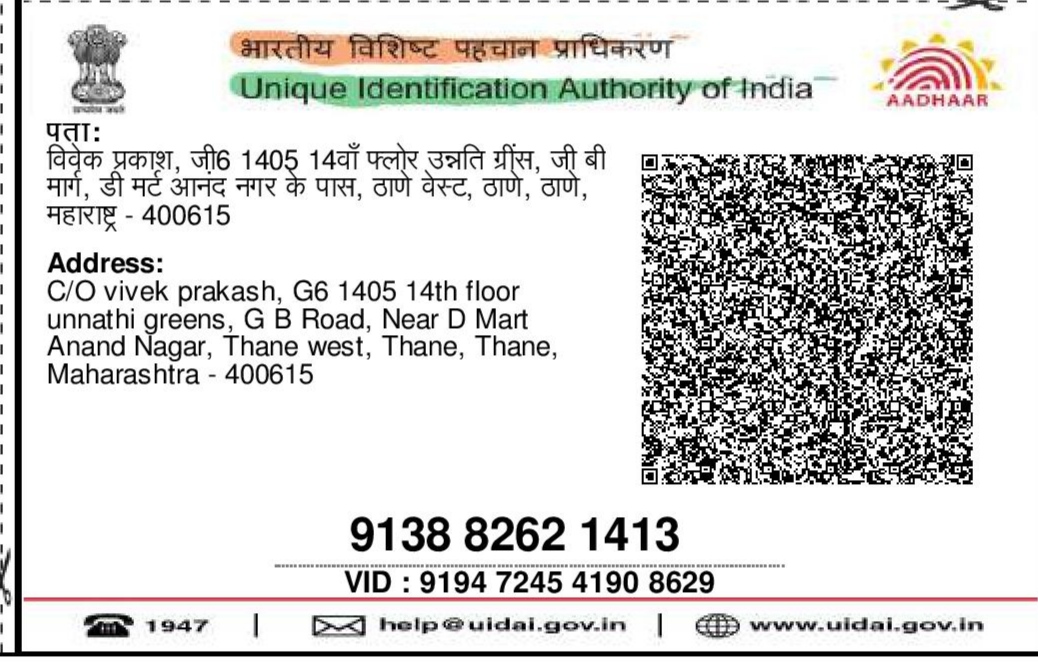 भारतीय विशिष्ट पहचान प्राधिकरण
Unique Identification Authority of India
AADHAAR
पता:
विवेक प्रकाश, जी6 1405 14वाँ फ्लोर उन्नति ग्रींस, जी बी
मार्ग, डी मर्ट आनंद नगर के पास, ठाणे वेस्ट, ठाणे, ठाणे,
महाराष्ट्र - 400615
Address:
C/O vivek prakash, G6 1405 14th floor
unnathi greens, G B Road, Near D Mart
Anand Nagar, Thane west, Thane, Thane,
Maharashtra - 400615
9138 8262 1413
VID : 9194 7245 4190 8629
1947 | help@uidai.gov.in | www.uidai.gov.in